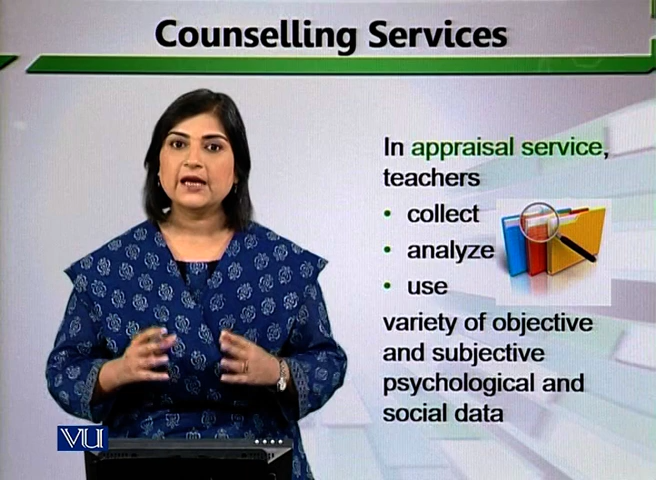 Counselling Services
In appraisal service,
teachers
• collect
• analyze
• use
variety of objective
and subjective
psychological and
social data
VU